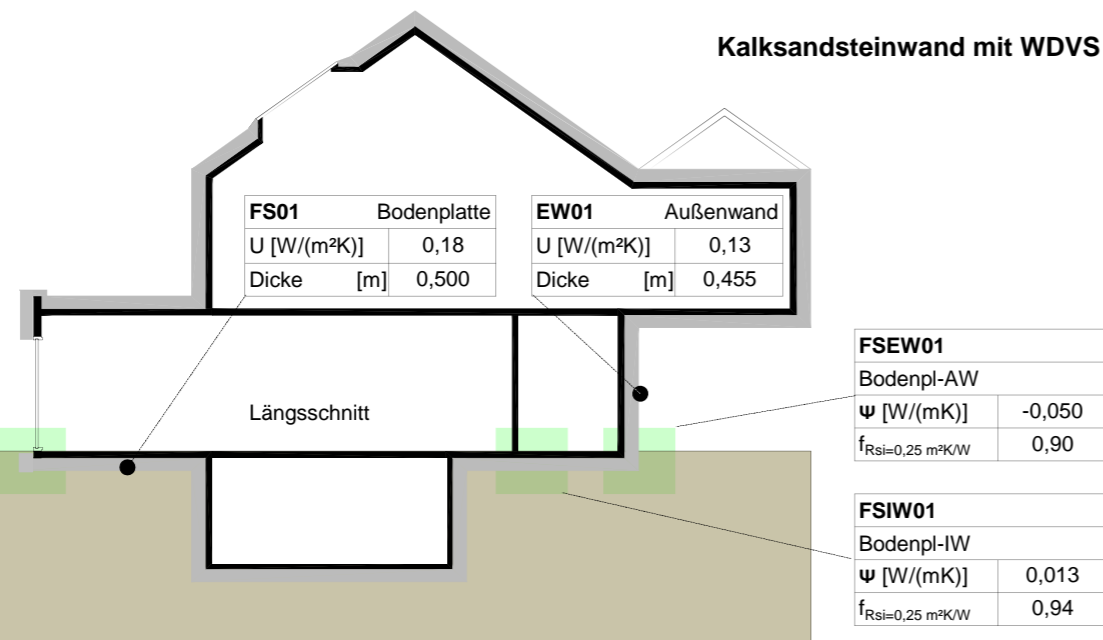 Kalksandsteinwand mit WDVS
FS01 Bodenplatte
U [W/(m²K)] 0,18
Dicke [m] 0,500
EW01 Außenwand
U [W/(m²K)] 0,13
Dicke [m] 0,455
Längsschnitt
FSEW01
Bodenpl-AW
Ψ [W/(mK)] -0,050
fRsi=0,25 m²K/W 0,90
FSIW01
Bodenpl-IW
Ψ [W/(mK)] 0,013
fRsi=0,25 m²K/W 0,94